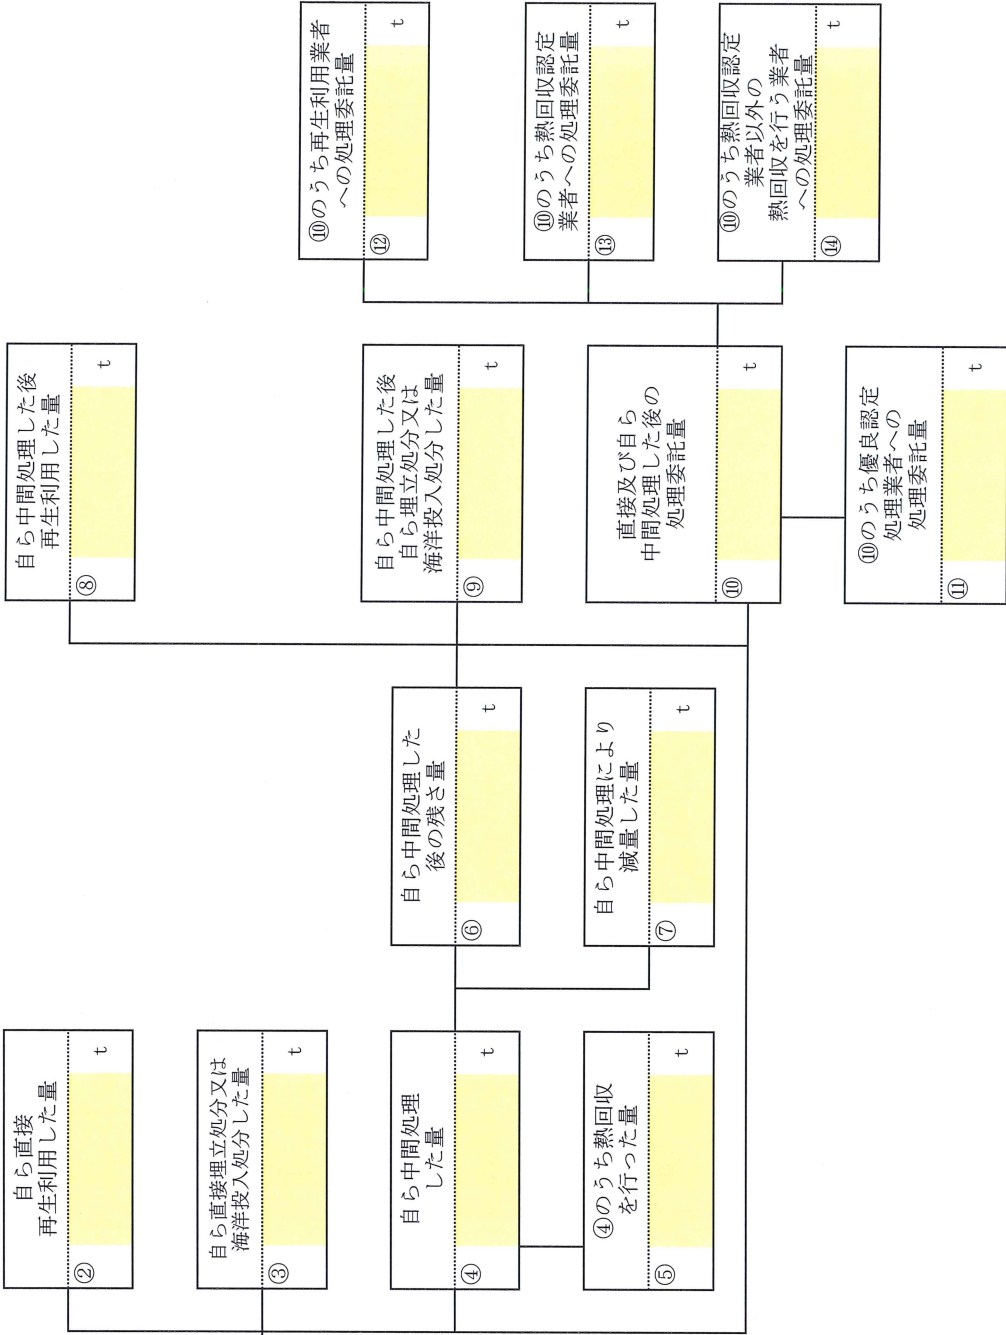 自ら直接
再生利用した量
②
t
自ら直接埋立処分又は
海洋投入処分した量
③
t
自ら中間処理
した量
④
t
④のうち熱回収
を行った量
⑤
t
自ら中間処理した
後の残さ量
⑥
t
自ら中間処理により
減量した量
⑦
t
自ら中間処理した後
再生利用した量
⑧
t
自ら中間処理した後
自ら埋立処分又は
海洋投入処分した量
⑨
t
直接及び自ら
中間処理した後の
処理委託量
⑩
t
⑩のうち優良認定
処理業者への
処理委託量
⑪
t
⑩のうち再生利用業者
への処理委託量
⑫
t
⑩のうち熱回収認定
業者への処理委託量
⑬
t
⑩のうち熱回収認定
業者以外の
熱回収を行う業者
への処理委託量
⑭
t